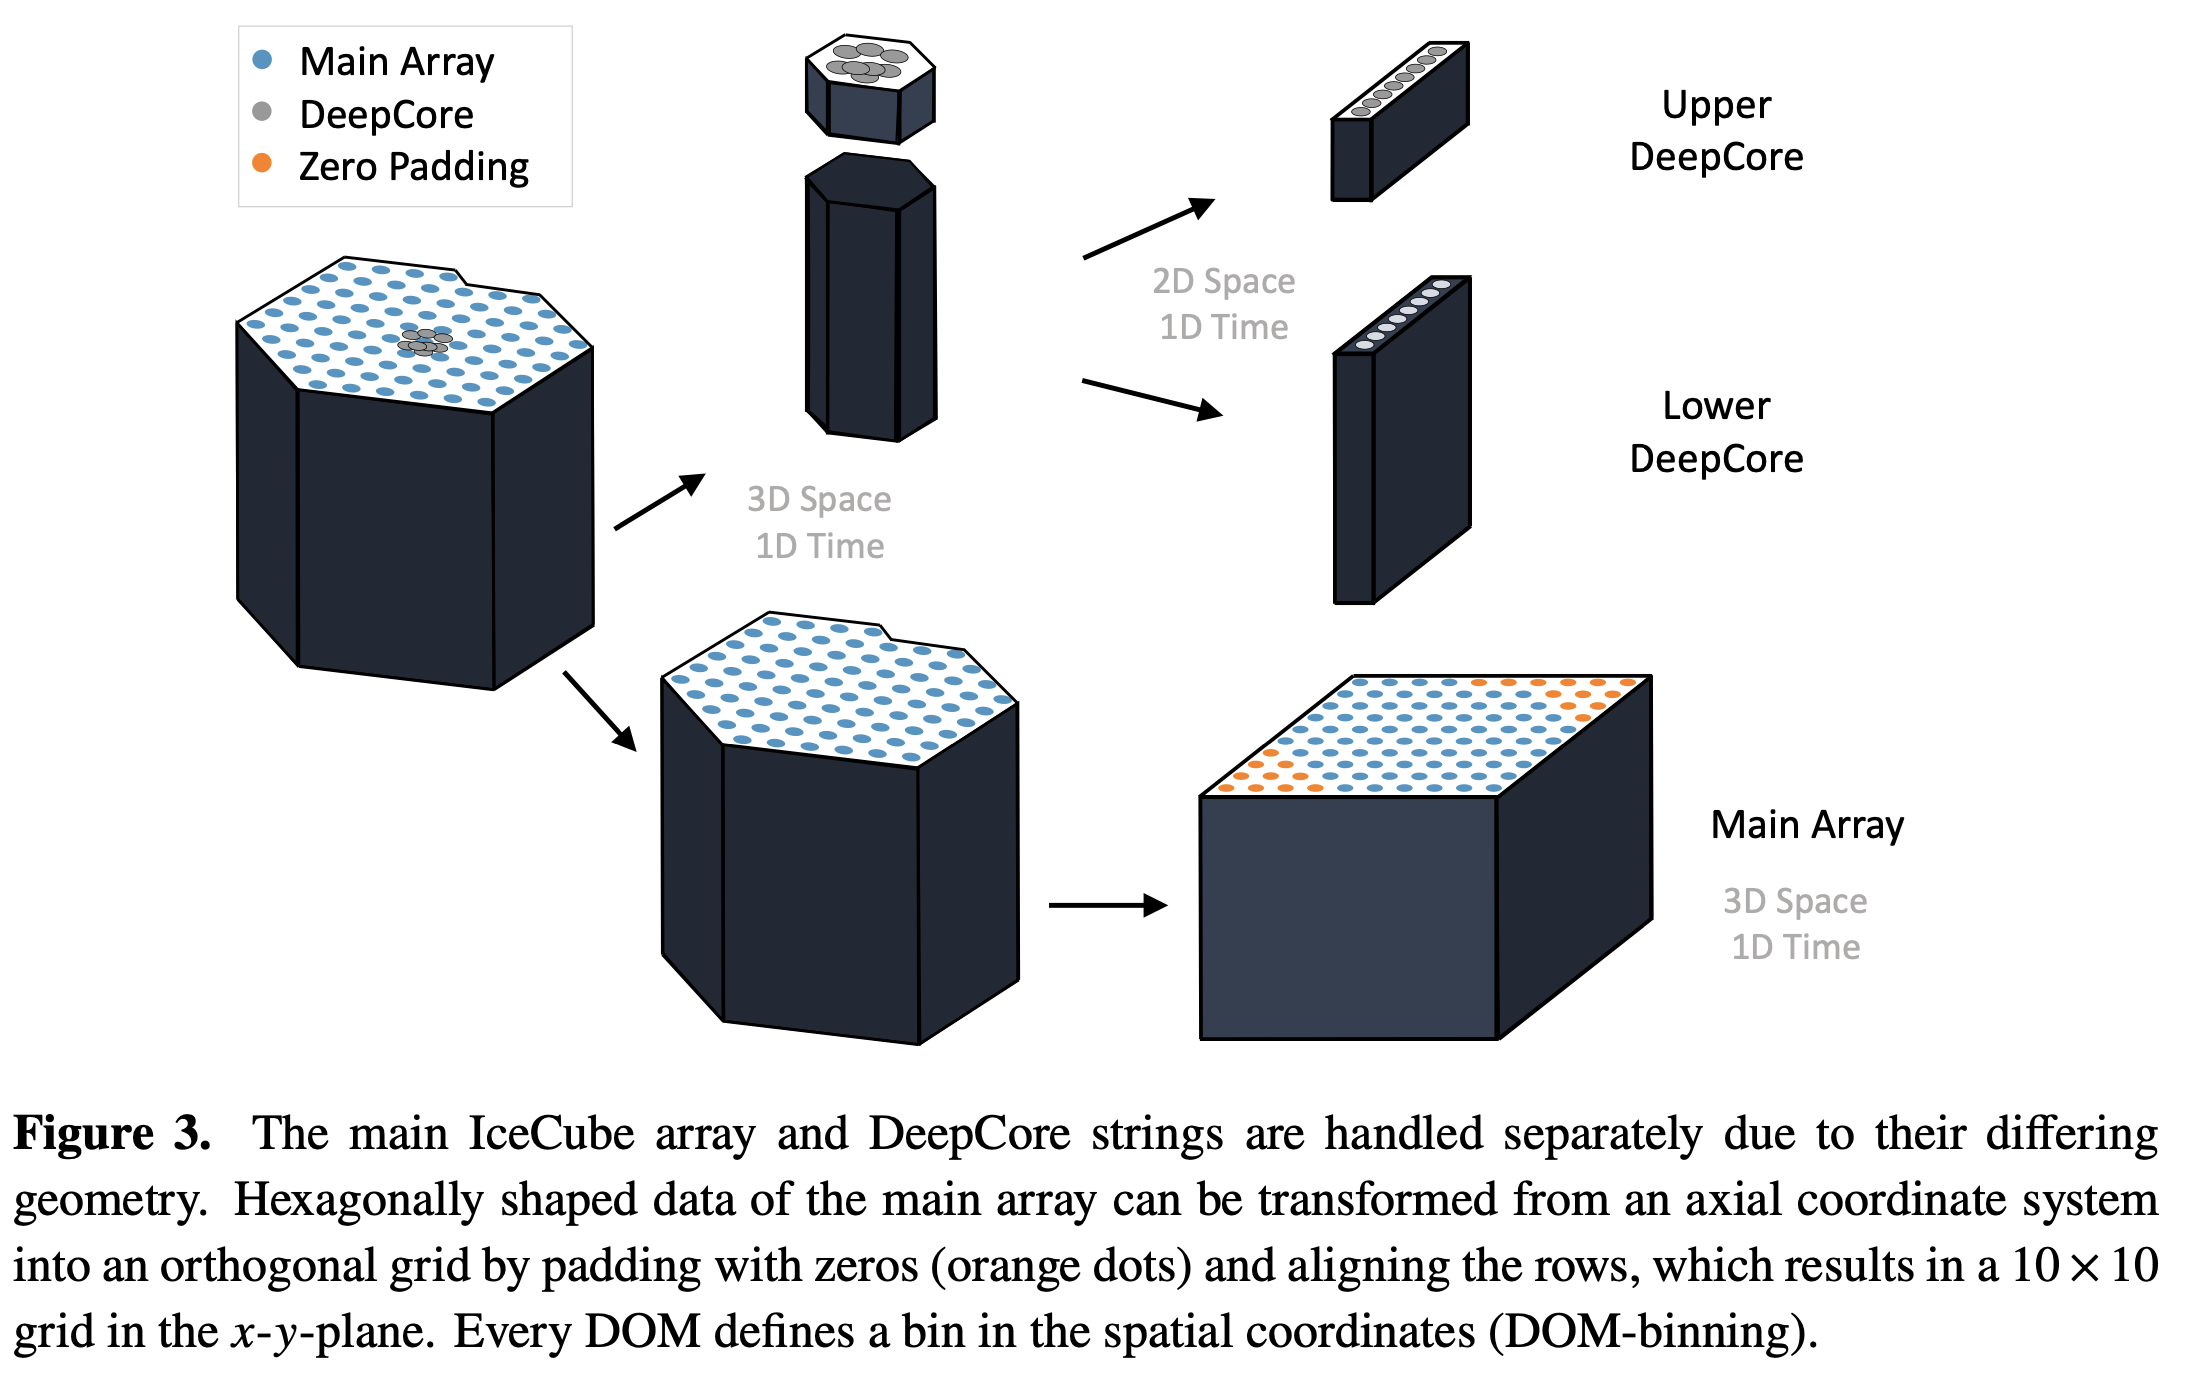 Main Array
DeepCore
Zero Padding
Upper
DeepCore
2D Space
1D Time
Lower
DeepCore
3D Space
1D Time
Main Array
3D Space
1D Time
Figure 3. The main IceCube array and DeepCore strings are handled separately due to their differing
geometry. Hexagonally shaped data of the main array can be transformed from an axial coordinate system
into an orthogonal grid by padding with zeros (orange dots) and aligning the rows, which results in a 10 × 10
grid in the x-y-plane. Every DOM defines a bin in the spatial coordinates (DOM-binning).